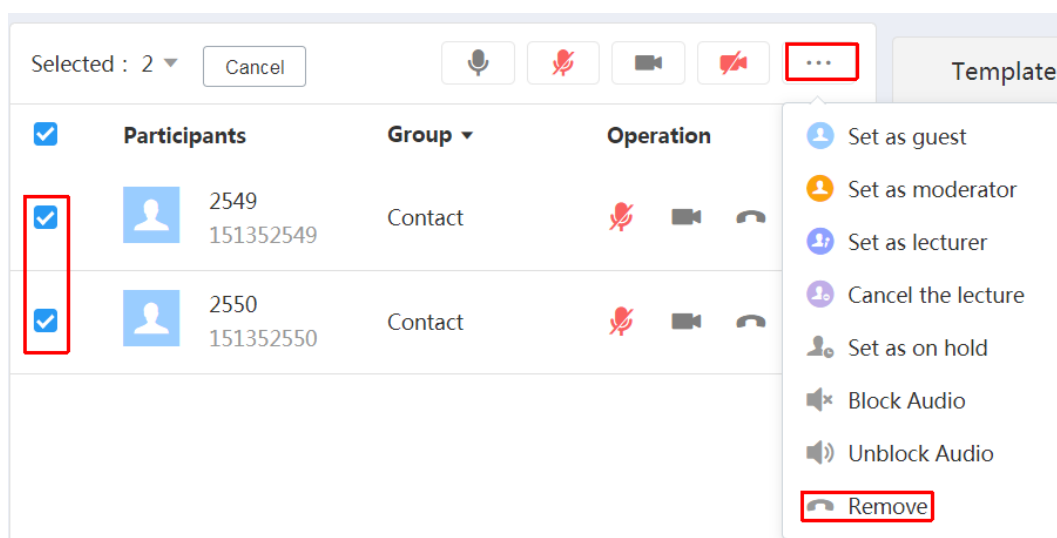 Selected : 2 Cancel ... Template
Participants Group Operation
2549
151352549
Contact
2550
151352550
Contact
Set as guest
Set as moderator
Set as lecturer
Cancel the lecture
Set as on hold
Block Audio
Unblock Audio
Remove